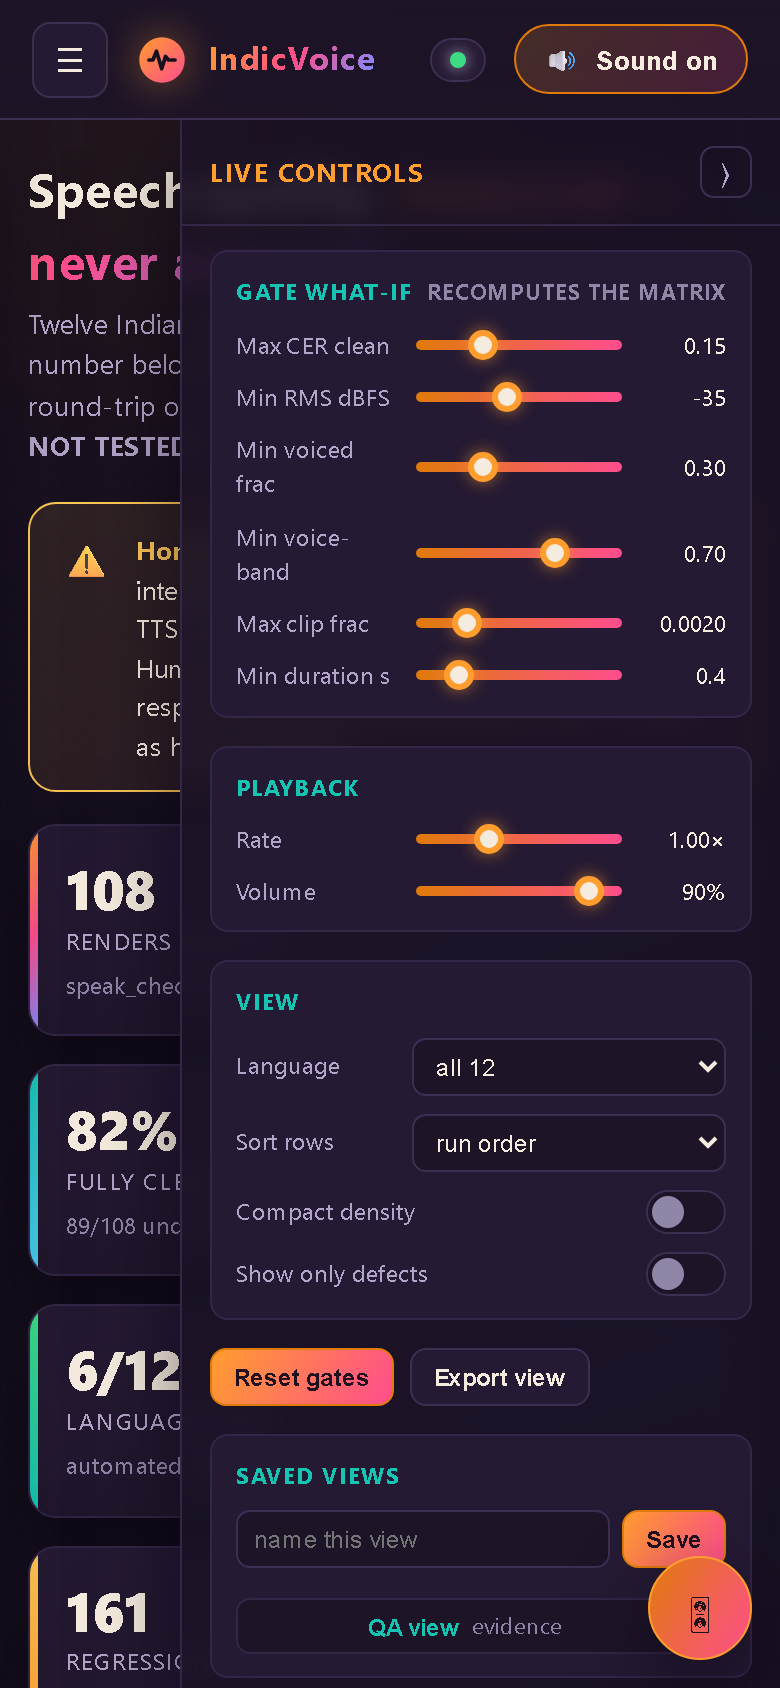 IndicVoice
Sound on
Speech
never
Twelve Indian
number
round-trip
NOT TESTED
TTS
108
RENDERS
82%
FULLY
89/108
6/12
automated
161
LIVE CONTROLS
GATE WHAT-IF RECOMPUTES THE MATRIX
Max CER clean 0.15
Min RMS dBFS -35
Min voiced
frac 0.30
Min voice-
band 0.70
Max clip frac 0.0020
Min duration s 0.4
PLAYBACK
Rate 1.00×
Volume 90%
VIEW
Language all 12
Sort rows run order
Compact density
Show only defects
Reset gates Export view
SAVED VIEWS
name this view Save
QA view evidence